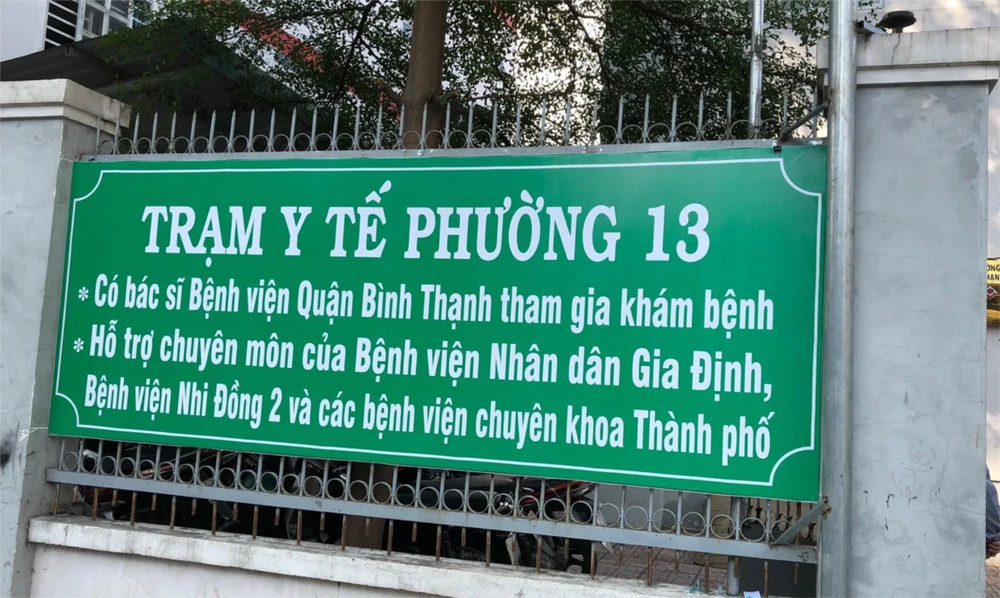 TRẠM Y TẾ PHƯỜNG 13
* Có bác sĩ Bệnh viện Quận Bình Thạnh tham gia khám bệnh
* Hỗ trợ chuyên môn của Bệnh viện Nhân dân Gia Định,
Bệnh viện Nhi Đồng 2 và các bệnh viện chuyên khoa Thành phố